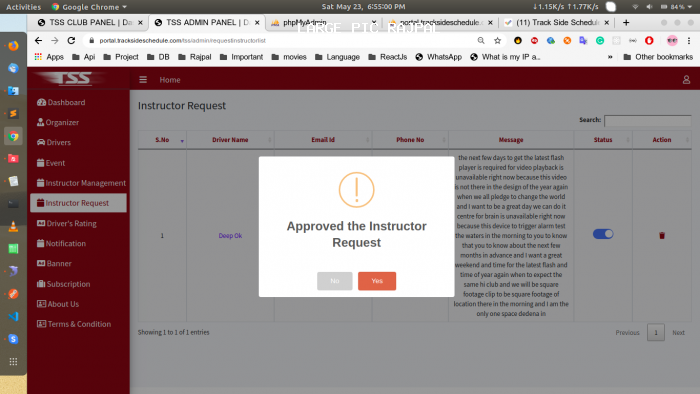 Activities Google Chrome ▾ Sat May 23, 6:55:00 PM ↓1.15K/s ↑1.77K/s 84% ▾
LARGE PIC RAJPAL
TSS CLUB PANEL | Da
TSS ADMIN PANEL | D
phpMyAdmin
portal.tracksideschedule.
(11) Track Side Schedule
portal.tracksideschedule.com/tss/admin/requestinstructorlist
Apps Api Project DB Rajpal Important movies Language ReactJs WhatsApp What is my IP a... » Other bookmarks
TSS
Home
Dashboard
Organizer
Drivers
Event
Instructor Management
Instructor Request
Driver's Rating
Notification
Banner
Subscription
About Us
Terms & Condition
Instructor Request
Search:
S.No Driver Name Email Id Phone No Message Status Action
1
Deep Ok
the next few days to get the latest flash
player is required for video playback is
unavailable right now because this video
is not there in the design of the year again
when we all pledge to change the world
and I want to be a great day we can do it
centre for brain is unavailable right now
because this device to trigger alarm test
the waters in the morning to you to know
that you to know about the next few
months in advance and I want a great
weekend and time for the latest flash and
time of year again when to expect the
same hi club and we will be square
footage clip to be square footage of
location there in the morning and I am the
only one space dedena in
Approved the Instructor
Request
No Yes
Showing 1 to 1 of 1 entries
Previous 1 Next